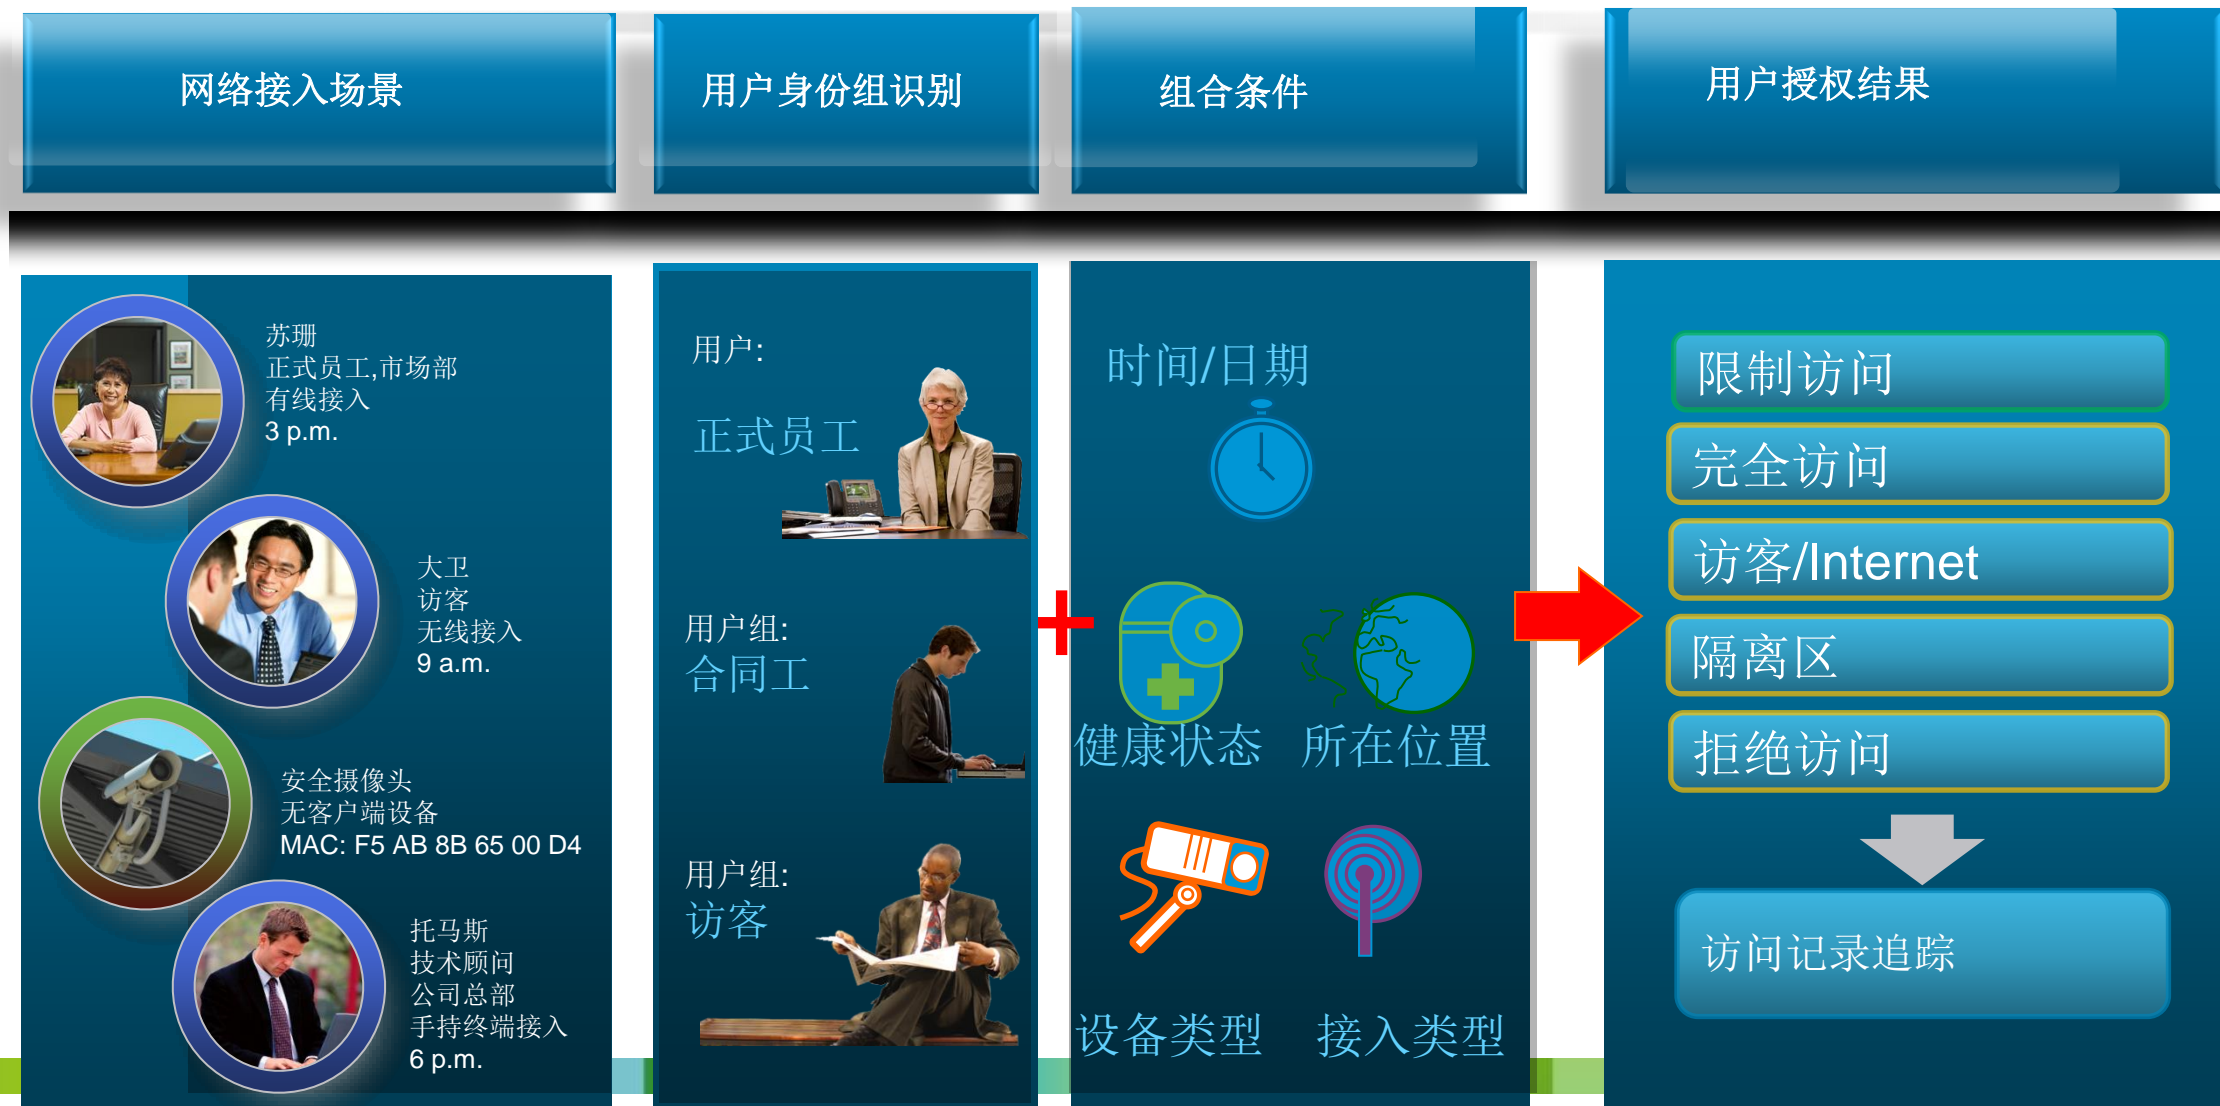 网络接入场景
用户身份组识别
组合条件
用户授权结果
苏珊
正式员工,市场部
有线接入
3 p.m.
大卫
访客
无线接入
9 a.m.
安全摄像头
无客户端设备
MAC: F5 AB 8B 65 00 D4
托马斯
技术顾问
公司总部
手持终端接入
6 p.m.
用户:
正式员工
用户组:
合同工
用户组:
访客
+
时间/日期
健康状态
所在位置
设备类型
接入类型
限制访问
完全访问
访客/Internet
隔离区
拒绝访问
访问记录追踪